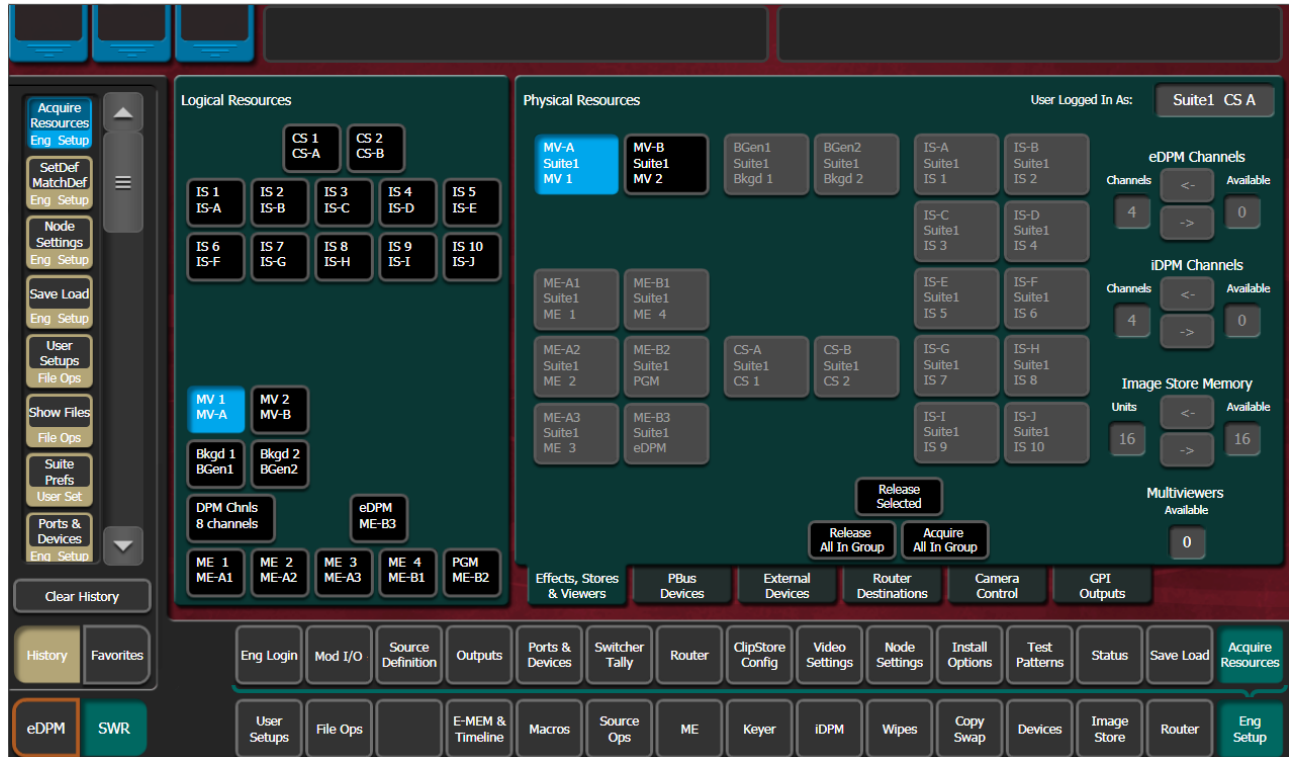 Acquire
Resources
Eng Setup
SetDef
MatchDef
Eng Setup
Node
Settings
Eng Setup
Save Load
Eng Setup
User
Setups
File Ops
Show Files
File Ops
Suite
Prefs
User Set
Ports &
Devices
Eng Setup
Clear History
History
Favorites
eDPM
SWR
Logical Resources
CS 1
CS-A
CS 2
CS-B
IS 1
IS-A
IS 2
IS-B
IS 3
IS-C
IS 4
IS-D
IS 5
IS-E
IS 6
IS-F
IS 7
IS-G
IS 8
IS-H
IS 9
IS-I
IS 10
IS-J
MV 1
MV-A
MV 2
MV-B
Bkgd 1
BGen1
Bkgd 2
BGen2
DPM Chnls
8 channels
eDPM
ME-B3
ME 1
ME-A1
ME 2
ME-A2
ME 3
ME-A3
ME 4
ME-B1
PGM
ME-B2
Physical Resources
User Logged In As:
Suite1 CS A
MV-A
Suite1
MV 1
MV-B
Suite1
MV 2
BGen1
Suite1
Bkgd 1
BGen2
Suite1
Bkgd 2
IS-A
Suite1
IS 1
IS-B
Suite1
IS 2
IS-C
Suite1
IS 3
IS-D
Suite1
IS 4
ME-A1
Suite1
ME 1
ME-B1
Suite1
ME 4
IS-E
Suite1
IS 5
IS-F
Suite1
IS 6
ME-A2
Suite1
ME 2
ME-B2
Suite1
PGM
CS-A
Suite1
CS 1
CS-B
Suite1
CS 2
IS-G
Suite1
IS 7
IS-H
Suite1
IS 8
ME-A3
Suite1
ME 3
ME-B3
Suite1
eDPM
IS-I
Suite1
IS 9
IS-J
Suite1
IS 10
eDPM Channels
Channels
<-
Available
4
->
0
iDPM Channels
Channels
<-
Available
4
->
0
Image Store Memory
Units
<-
Available
16
->
16
Multiviewers
Available
0
Release
Selected
Release
All In Group
Acquire
All In Group
Effects, Stores
& Viewers
PBus
Devices
External
Devices
Router
Destinations
Camera
Control
GPI
Outputs
Eng Login
Mod I/O
Source
Definition
Outputs
Ports &
Devices
Switcher
Tally
Router
ClipStore
Config
Video
Settings
Node
Settings
Install
Options
Test
Patterns
Status
Save Load
Acquire
Resources
User
Setups
File Ops
E-MEM &
Timeline
Macros
Source
Ops
ME
Keyer
iDPM
Wipes
Copy
Swap
Devices
Image
Store
Router
Eng
Setup